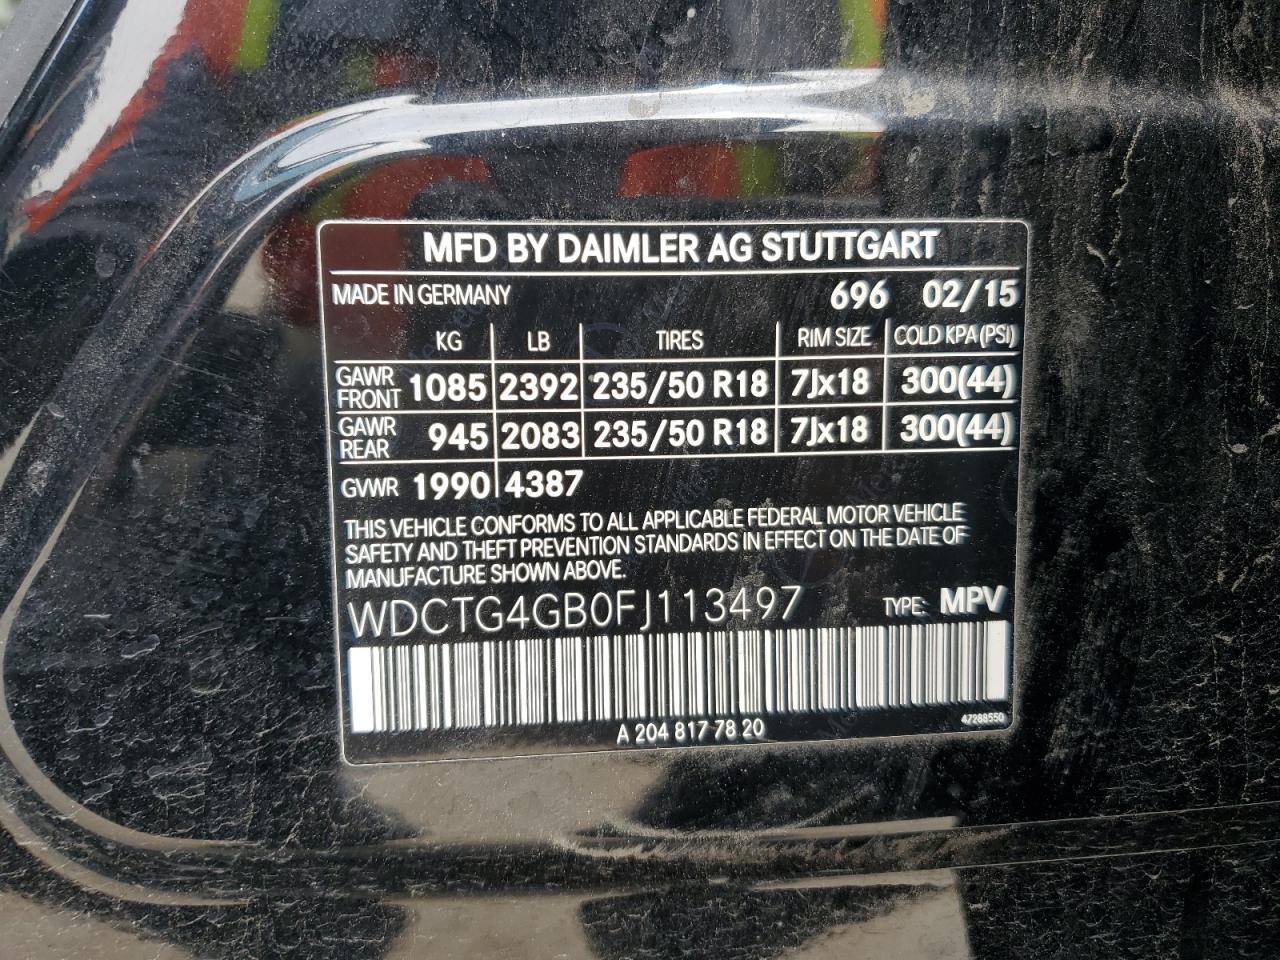 MFD BY DAIMLER AG STUTTGART
MADE IN GERMANY 696 02/15
KG LB TIRES RIM SIZE COLD KPA(PSI)
GAWR FRONT 1085 2392 235/50 R18 7Jx18 300(44)
GAWR REAR 945 2083 235/50 R18 7Jx18 300(44)
GVWR 1990 4387
THIS VEHICLE CONFORMS TO ALL APPLICABLE FEDERAL MOTOR VEHICLE
SAFETY AND THEFT PREVENTION STANDARDS IN EFFECT ON THE DATE OF
MANUFACTURE SHOWN ABOVE.
WDCTG4GB0FJ113497 TYPE: MPV
A 204 817 78 20 47288550